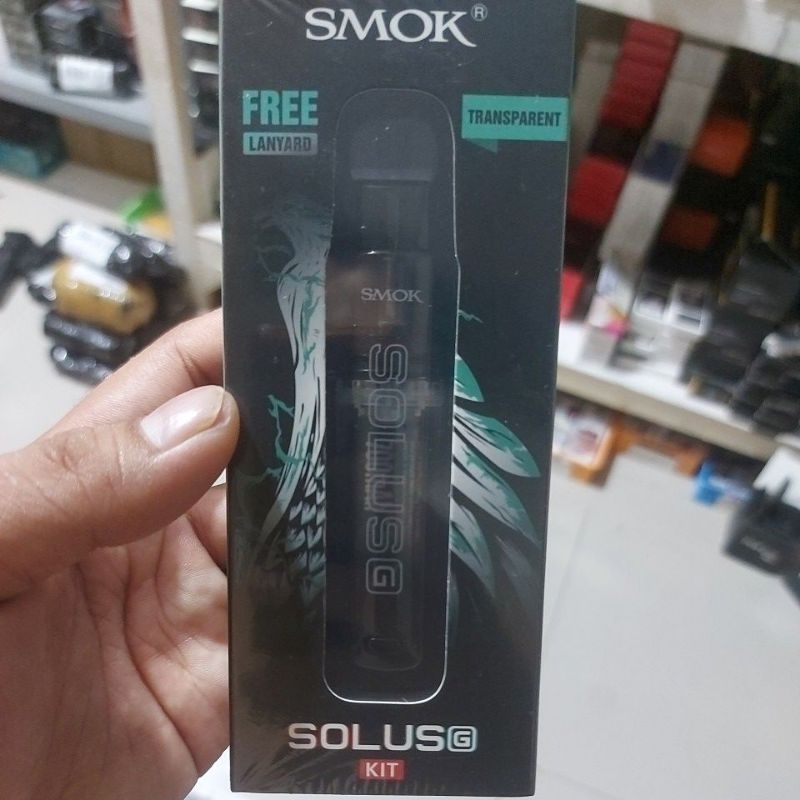 SMOK®
FREE
LANYARD
TRANSPARENT
SMOK
SOLUS G
SOLUS G
KIT